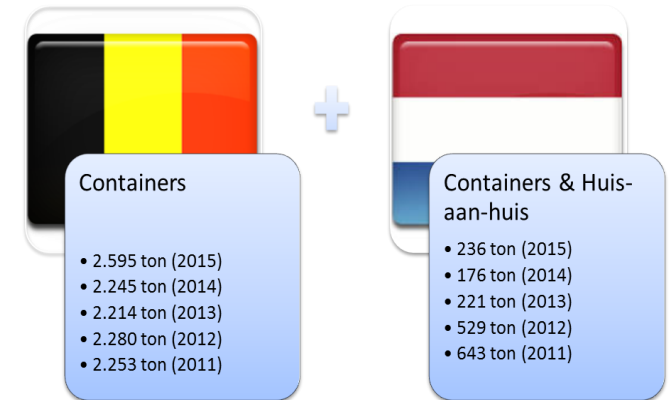 Containers
• 2.595 ton (2015)
• 2.245 ton (2014)
• 2.214 ton (2013)
• 2.280 ton (2012)
• 2.253 ton (2011)
Containers & Huis-
aan-huis
• 236 ton (2015)
• 176 ton (2014)
• 221 ton (2013)
• 529 ton (2012)
• 643 ton (2011)